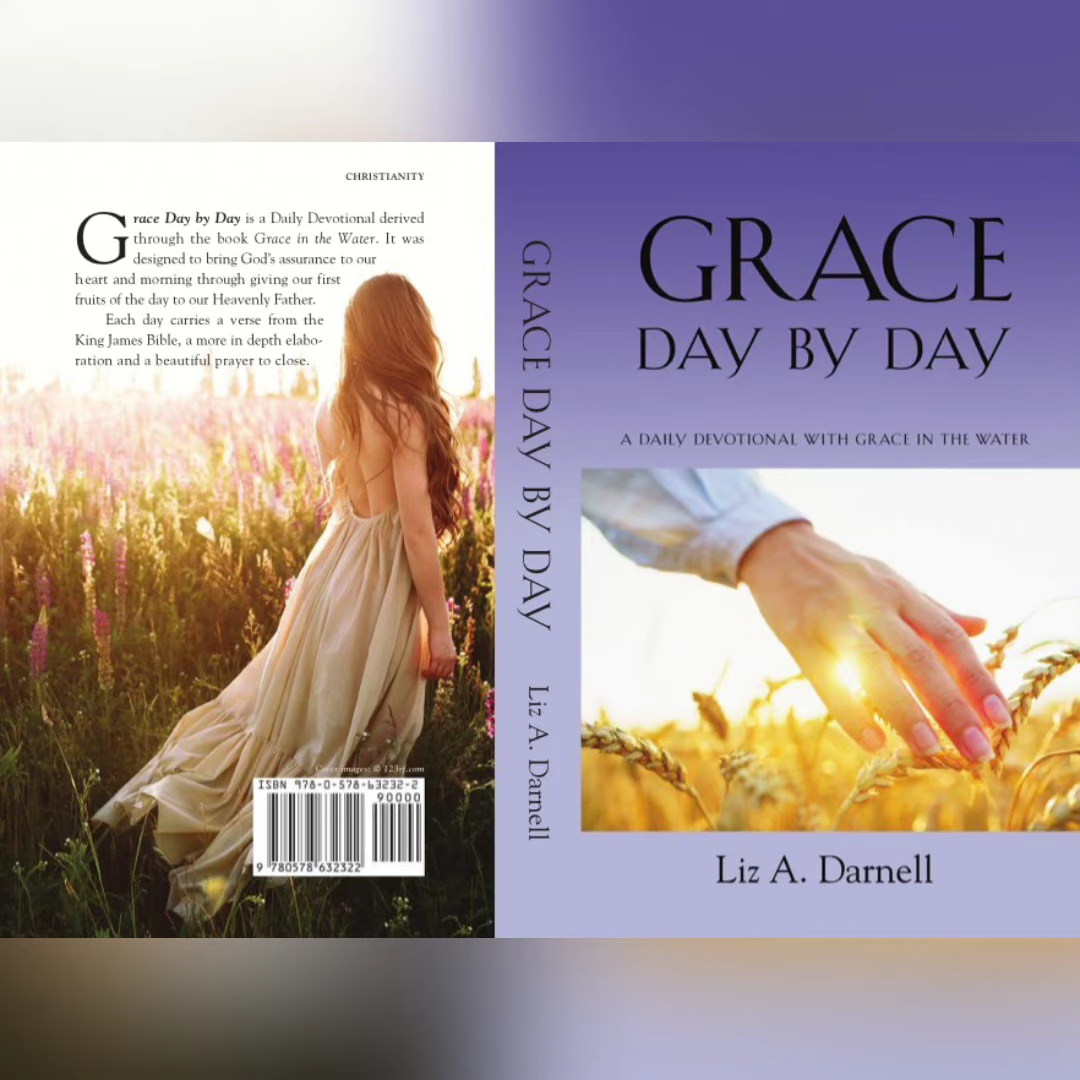 CHRISTIANITY
Grace Day by Day is a Daily Devotional derived
through the book Grace in the Water. It was
designed to bring God's assurance to our
heart and morning through giving our first
fruits of the day to our Heavenly Father.
Each day carries a verse from the
King James Bible, a more in depth elabo-
ration and a beautiful prayer to close.
Cover images: © 123rf.com
ISBN 978-0-578-63232-2
90000
9 780578 632322
GRACE DAY BY DAY
Liz A. Darnell
GRACE
DAY BY DAY
A DAILY DEVOTIONAL WITH GRACE IN THE WATER
Liz A. Darnell